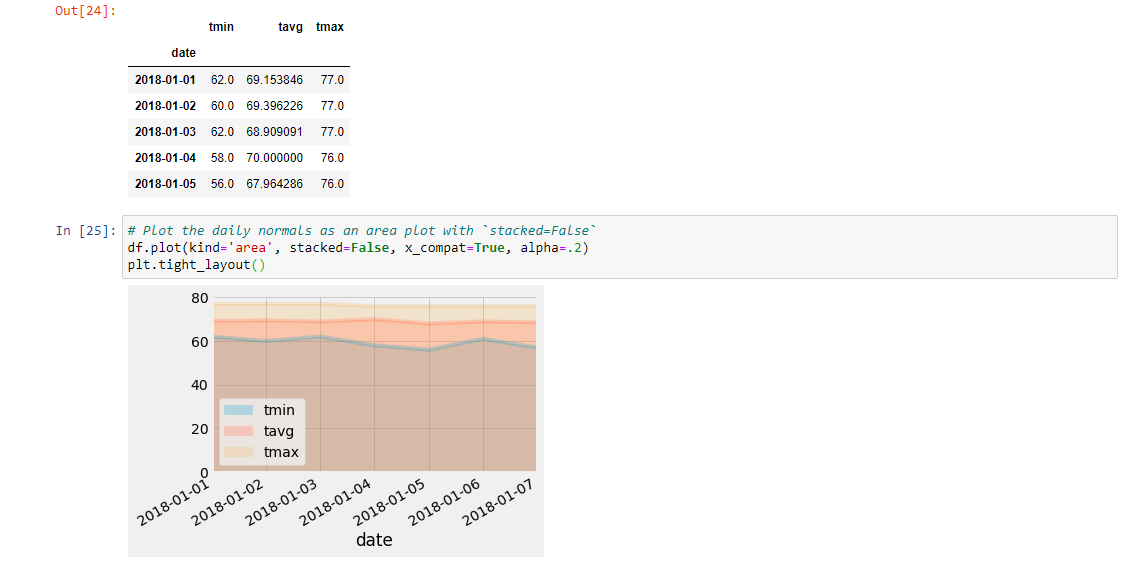 Out[24]:
tmin tavg tmax
date
2018-01-01 62.0 69.153846 77.0
2018-01-02 60.0 69.396226 77.0
2018-01-03 62.0 68.909091 77.0
2018-01-04 58.0 70.000000 76.0
2018-01-05 56.0 67.964286 76.0
In [25]: # Plot the daily normals as an area plot with `stacked=False`
df.plot(kind='area', stacked=False, x_compat=True, alpha=.2)
plt.tight_layout()
80
60
40
20
0
tmin
tavg
tmax
2018-01-01 2018-01-02 2018-01-03 2018-01-04 2018-01-05 2018-01-06 2018-01-07
date